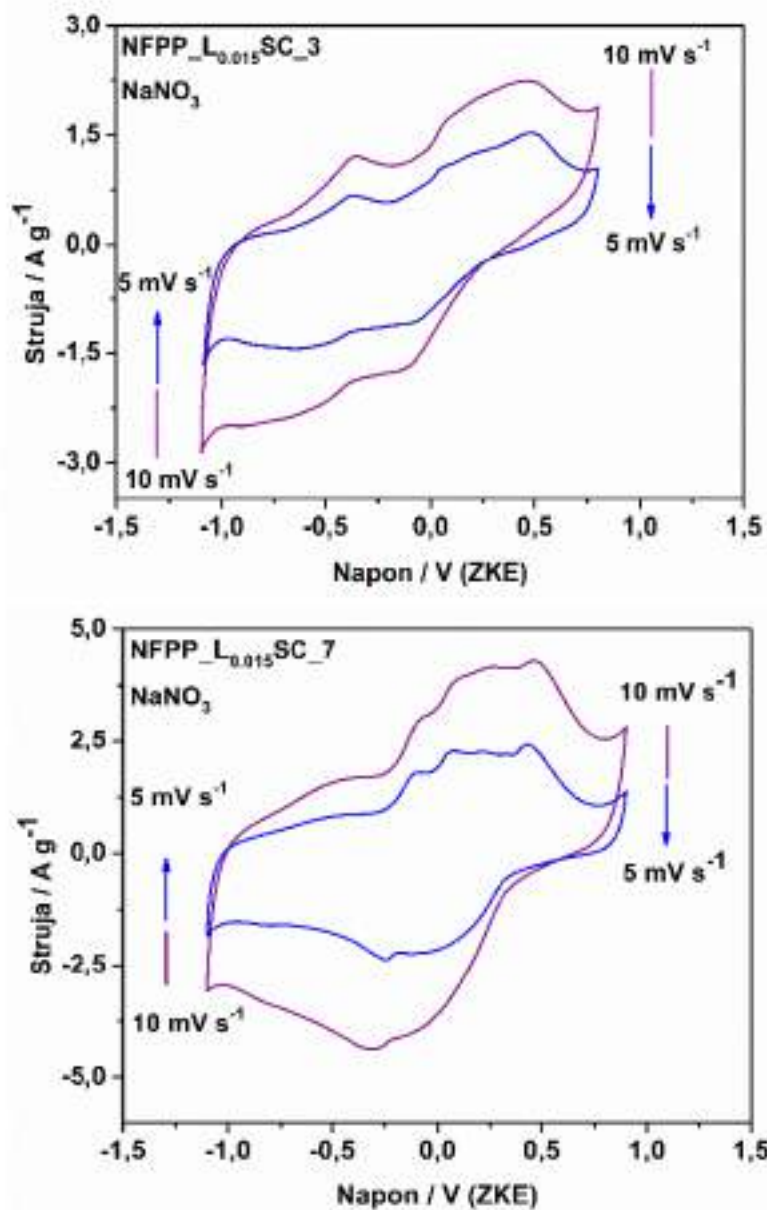 NFPP_L0.015SC_3
NaNO3
10 mV s-1
5 mV s-1
5 mV s-1
10 mV s-1
3,0
1,5
0,0
-1,5
-3,0
Struja / A g-1
-1,5 -1,0 -0,5 0,0 0,5 1,0 1,5
Napon / V (ZKE)
NFPP_L0.015SC_7
NaNO3
10 mV s-1
5 mV s-1
5 mV s-1
10 mV s-1
5,0
2,5
0,0
-2,5
-5,0
Struja / A g-1
-1,5 -1,0 -0,5 0,0 0,5 1,0 1,5
Napon / V (ZKE)